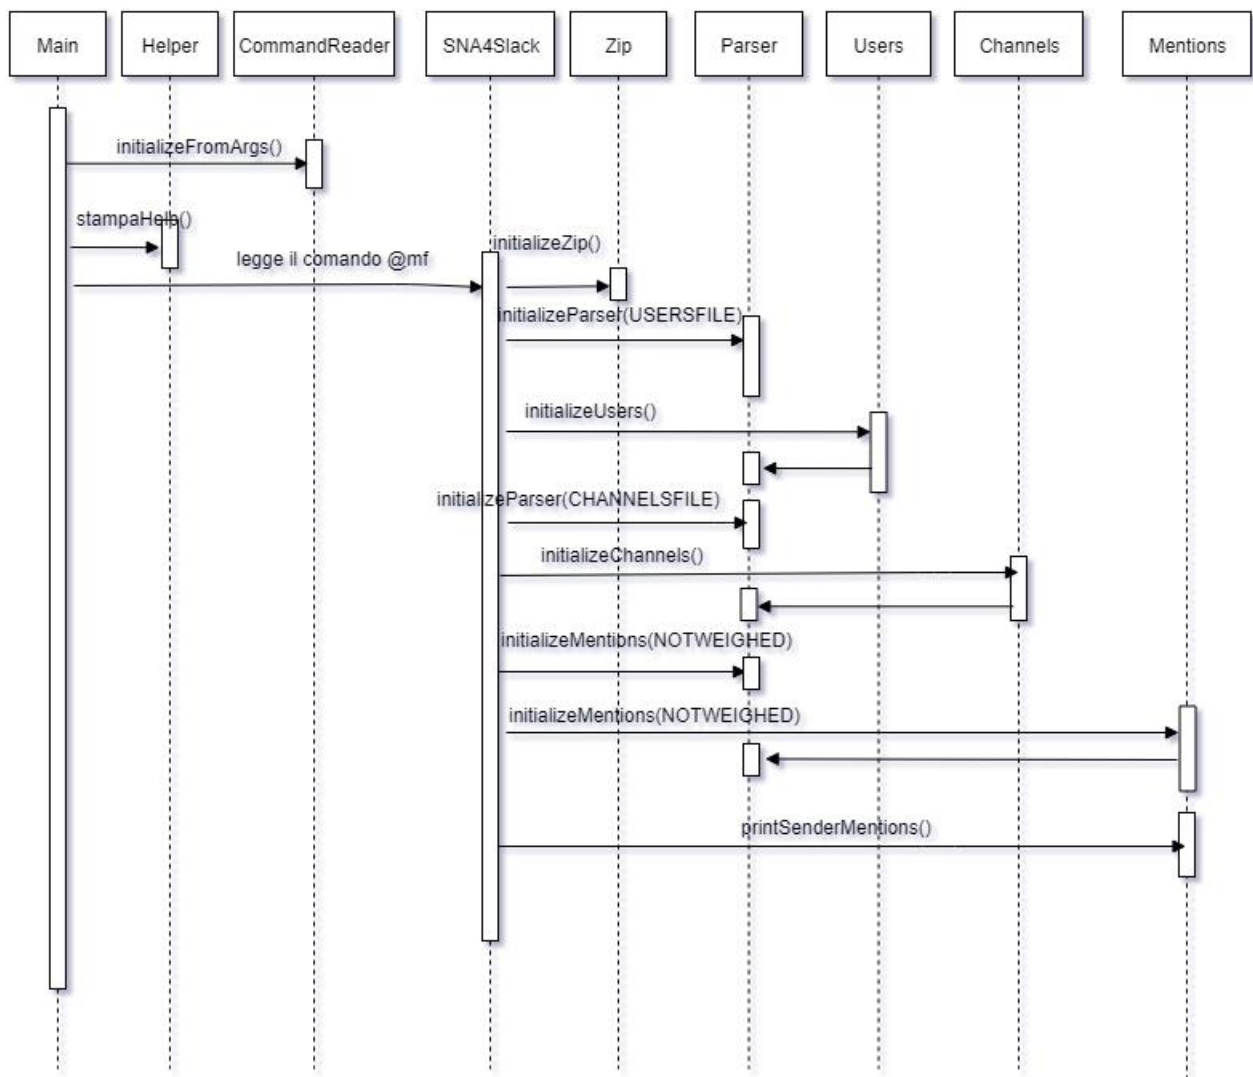 Main
Helper
CommandReader
SNA4Slack
Zip
Parser
Users
Channels
Mentions
initializeFromArgs()
stampaHelp()
initializeZip()
legge il comando @mf
initializeParser(USERSFILE)
initializeUsers()
initializeParser(CHANNELSFILE)
initializeChannels()
initializeMentions(NOTWEIGHED)
initializeMentions(NOTWEIGHED)
printSenderMentions()